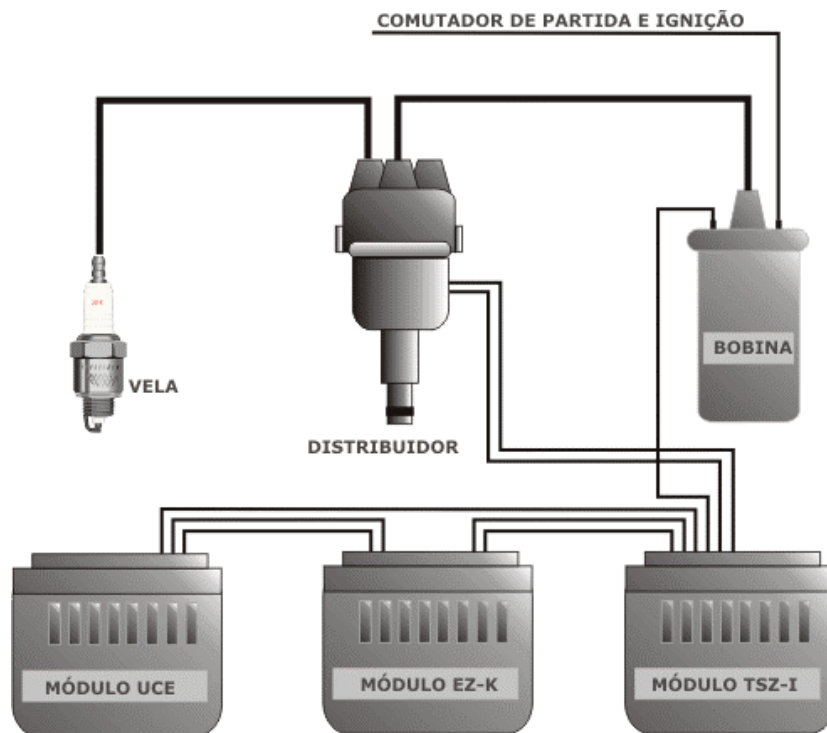 COMUTADOR DE PARTIDA E IGNIÇÃO
BOBINA
VELA
DISTRIBUIDOR
MÓDULO UCE
MÓDULO EZ-K
MÓDULO TSZ-I